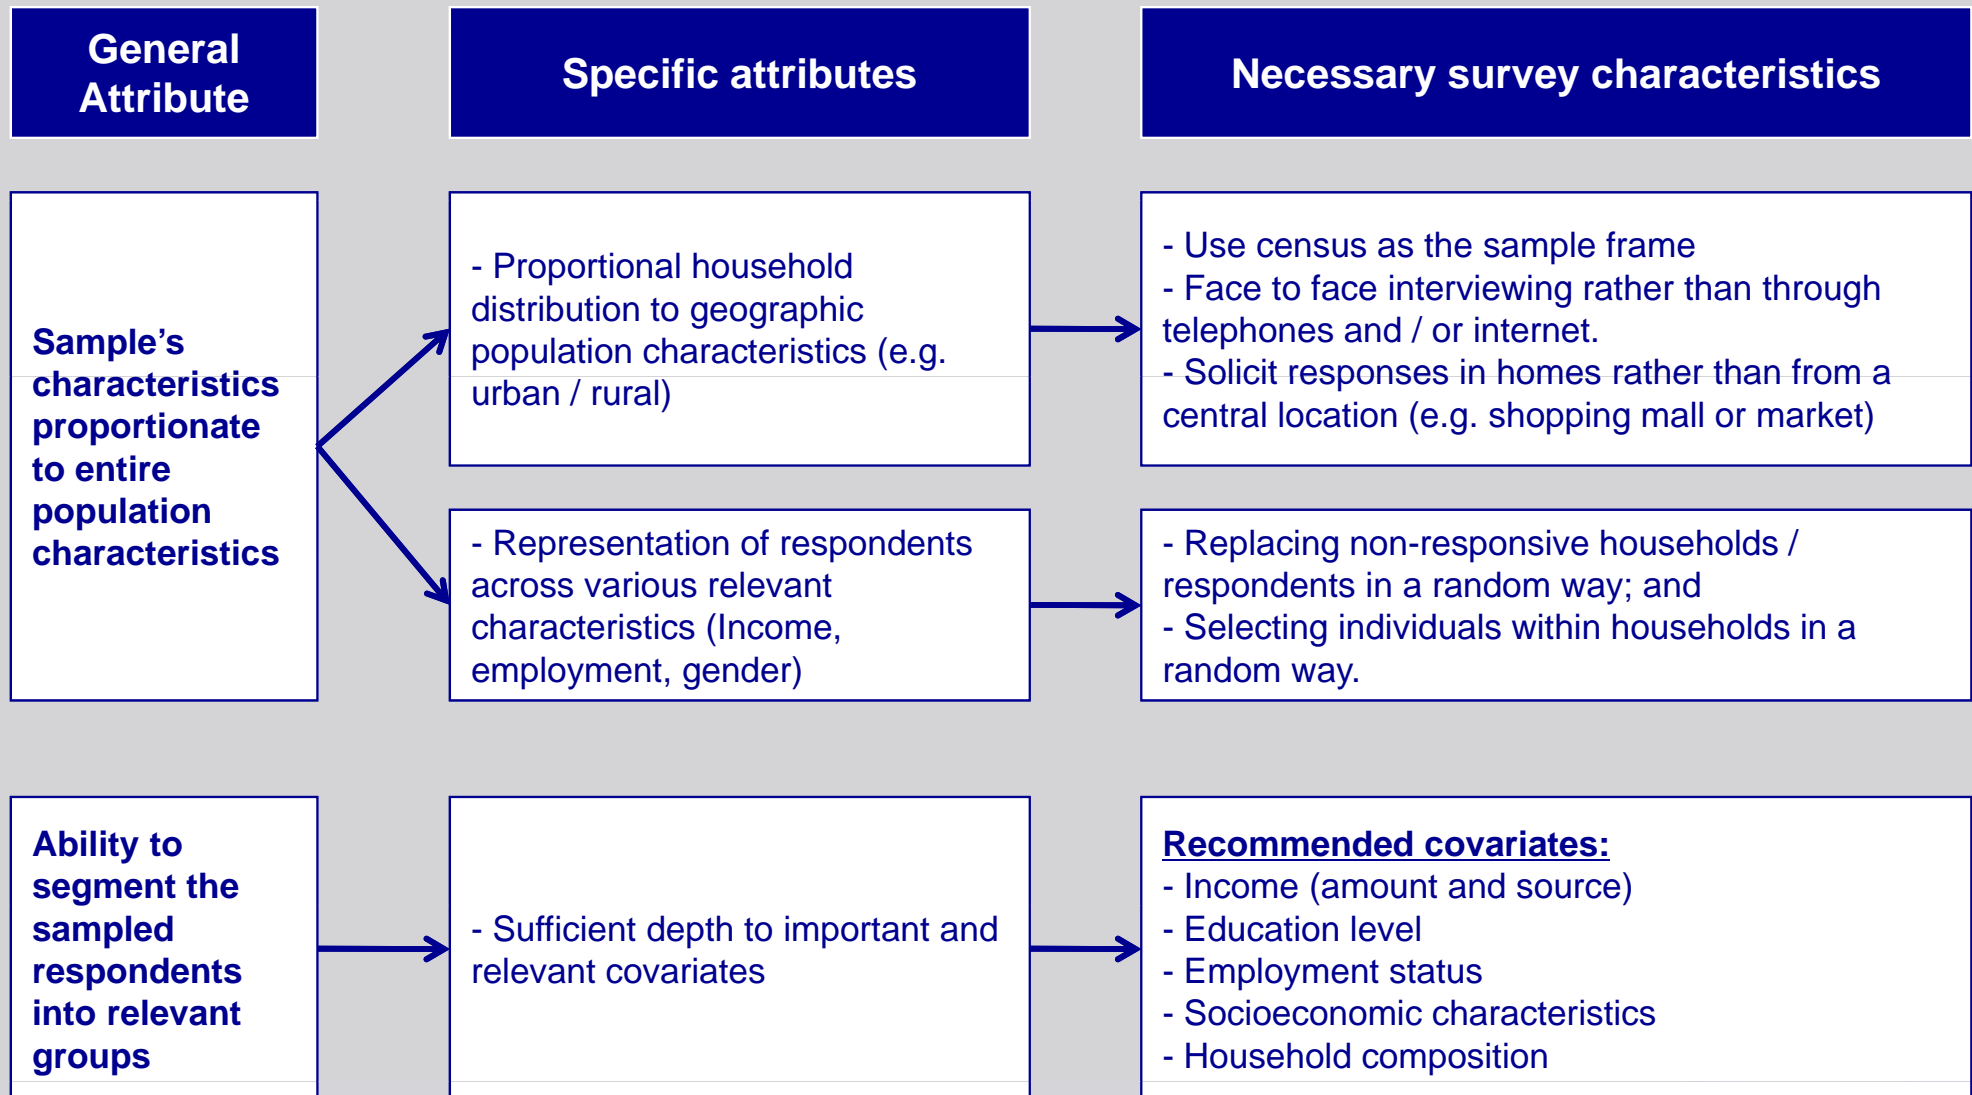 General
Attribute
Specific attributes
Necessary survey characteristics
Sample’s
characteristics
proportionate
to entire
population
characteristics
- Proportional household
distribution to geographic
population characteristics (e.g.
urban / rural)
- Use census as the sample frame
- Face to face interviewing rather than through
telephones and / or internet.
- Solicit responses in homes rather than from a
central location (e.g. shopping mall or market)
- Representation of respondents
across various relevant
characteristics (Income,
employment, gender)
- Replacing non-responsive households /
respondents in a random way; and
- Selecting individuals within households in a
random way.
Ability to
segment the
sampled
respondents
into relevant
groups
- Sufficient depth to important and
relevant covariates
Recommended covariates:
- Income (amount and source)
- Education level
- Employment status
- Socioeconomic characteristics
- Household composition